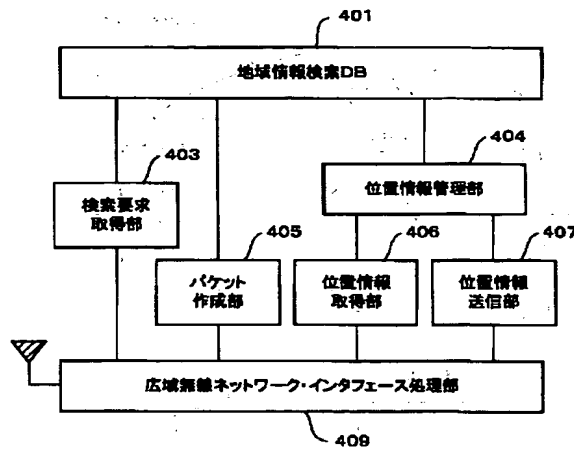 401
地域情報検索DB
404
403
位置情報管理部
検索要求
取得部
405
406
407
パケット
作成部
位置情報
取得部
位置情報
送信部
広域無線ネットワーク・インタフェース処理部
409